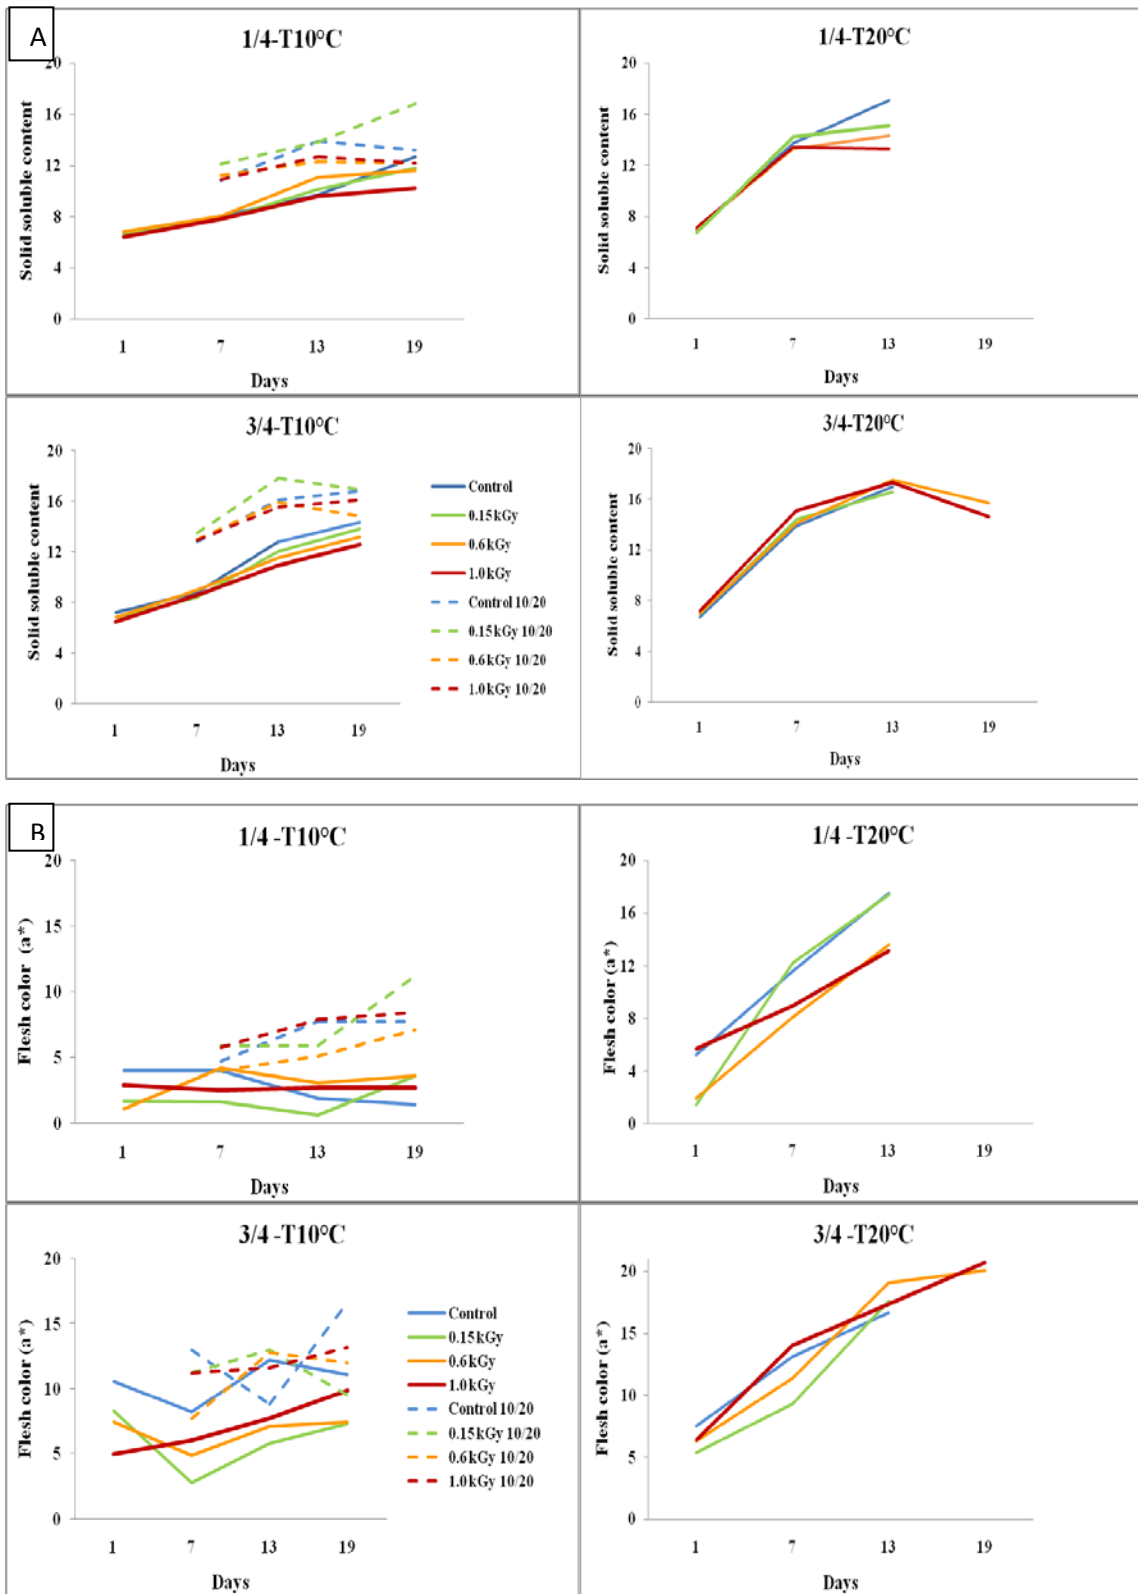 A
1/4-T10°C
Solid soluble content
20
16
12
8
4
0
1 7 13 19
Days
1/4-T20°C
Solid soluble content
20
16
12
8
4
0
1 7 13 19
Days
3/4-T10°C
Solid soluble content
20
16
12
8
4
0
1 7 13 19
Days
Control
0.15kGy
0.6kGy
1.0kGy
Control 10/20
0.15kGy 10/20
0.6kGy 10/20
1.0kGy 10/20
3/4-T20°C
Solid soluble content
20
16
12
8
4
0
1 7 13 19
Days
B
1/4 -T10°C
Flesh color (a*)
20
15
10
5
0
1 7 13 19
Days
1/4 -T20°C
Flesh color (a*)
20
16
12
8
4
0
1 7 13 19
Days
3/4 -T10°C
Flesh color (a*)
20
15
10
5
0
1 7 13 19
Days
Control
0.15kGy
0.6kGy
1.0kGy
Control 10/20
0.15kGy 10/20
0.6kGy 10/20
1.0kGy 10/20
3/4 -T20°C
Flesh color (a*)
20
15
10
5
0
1 7 13 19
Days